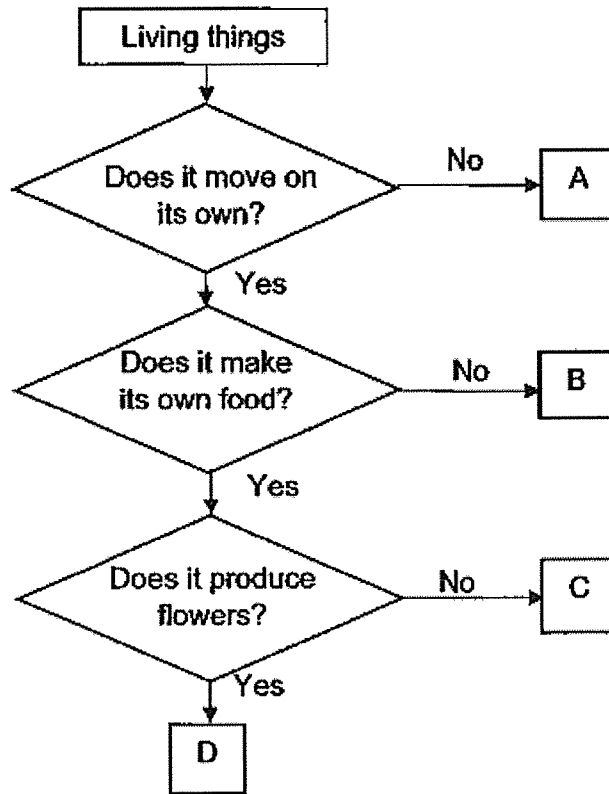 Living things
Does it move on
its own?
No
A
Yes
Does it make
its own food?
No
B
Yes
Does it produce
flowers?
No
C
Yes
D